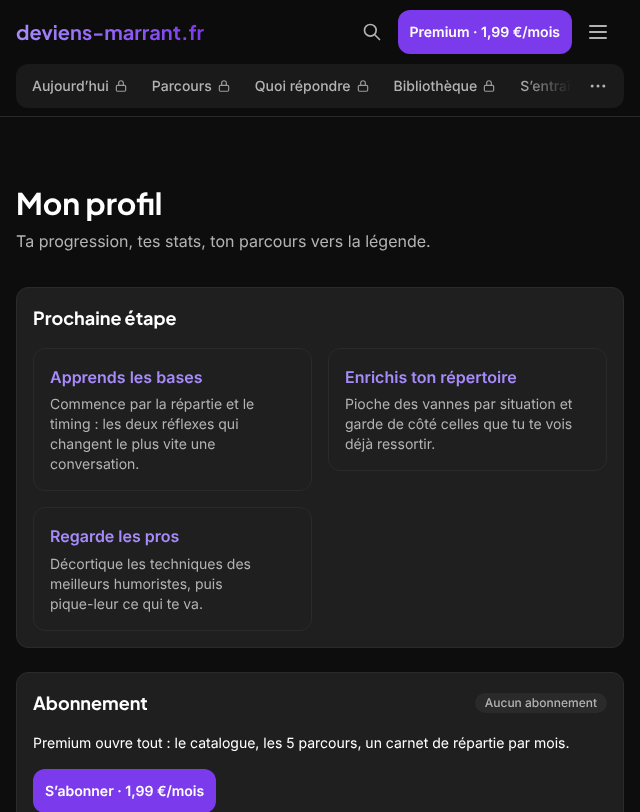 deviens-marrant.fr
Premium · 1,99 €/mois
Aujourd’hui
Parcours
Quoi répondre
Bibliothèque
S’entra
Mon profil
Ta progression, tes stats, ton parcours vers la légende.
Prochaine étape
Apprends les bases
Commence par la répartie et le
timing : les deux réflexes qui
changent le plus vite une
conversation.
Enrichis ton répertoire
Pioche des vannes par situation et
garde de côté celles que tu te vois
déjà ressortir.
Regarde les pros
Décortique les techniques des
meilleurs humoristes, puis
pique-leur ce qui te va.
Abonnement
Aucun abonnement
Premium ouvre tout : le catalogue, les 5 parcours, un carnet de répartie par mois.
S’abonner · 1,99 €/mois